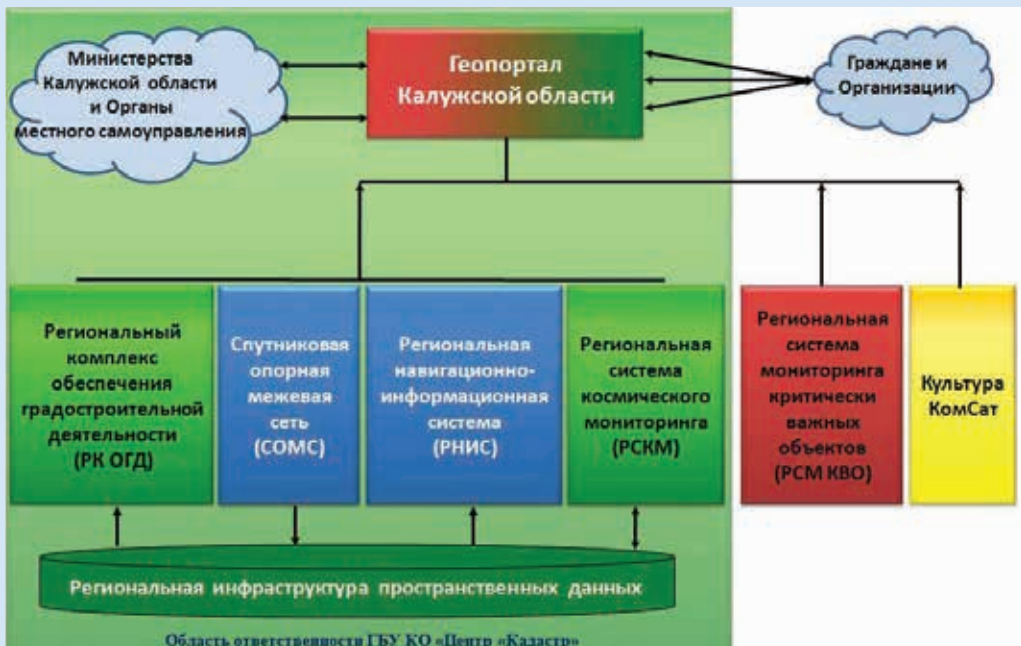 Министерства
Калужской области
и Органы
местного самоуправления
Геопортал
Калужской области
Граждане и
Организации
Региональный
комплекс
обеспечения
градостроительной
деятельности
(РК ОГД)
Спутниковая
опорная
межевая
сеть
(СОМС)
Региональная
навигационно-
информационная
система
(РНИС)
Региональная
система
космического
мониторинга
(РСКМ)
Региональная
система
мониторинга
критически
важных
объектов
(РСМ КВО)
Культура
КомСат
Региональная инфраструктура пространственных данных
Область ответственности ГБУ КО «Центр «Кадастр»